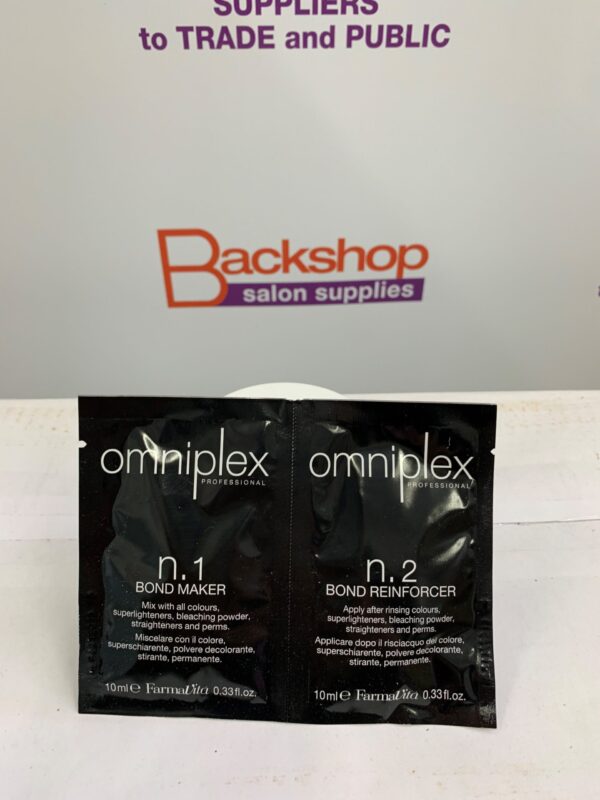 SUPPLIERS
to TRADE and PUBLIC
Backshop
salon supplies
omniplex
PROFESSIONAL
n.1
BOND MAKER
Mix with all colours,
superlighteners, bleaching powder,
straighteners and perms.
Miscelare con il colore,
superschiarente, polvere decolorante,
stirante, permanente.
10ml e FarmaVita 0.33fl.oz.
omniplex
PROFESSIONAL
n.2
BOND REINFORCER
Apply after rinsing colours,
superlighteners, bleaching powder,
straighteners and perms.
Applicare dopo il risciacquo del colore,
superschiarente, polvere decolorante,
stirante, permanente.
10ml e FarmaVita 0.33fl.oz.